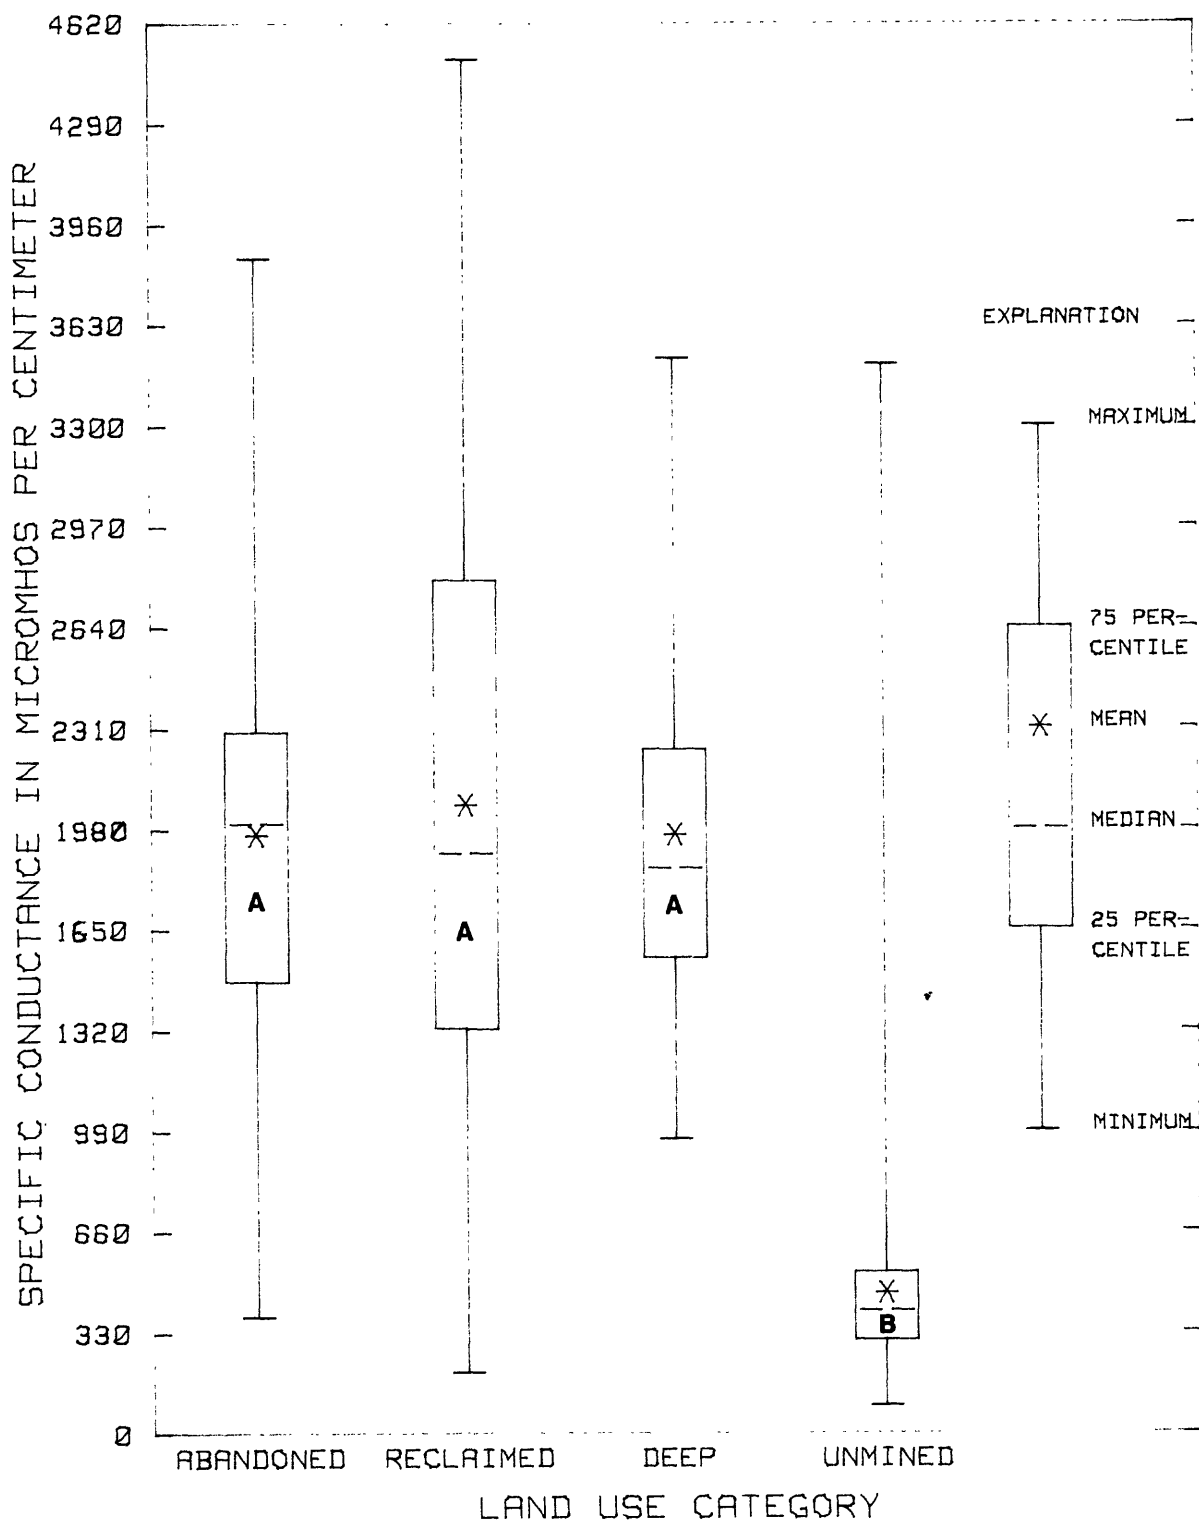 SPECIFIC CONDUCTANCE IN MICROMHOS PER CENTIMETER
4620
4290
3960
3630
3300
2970
2640
2310
1980
1650
1320
990
660
330
0
A
A
A
B
EXPLANATION
MAXIMUM
75 PER-
CENTILE
MEAN
MEDIAN
25 PER-
CENTILE
MINIMUM
ABANDONED RECLAIMED DEEP UNMINED
LAND USE CATEGORY